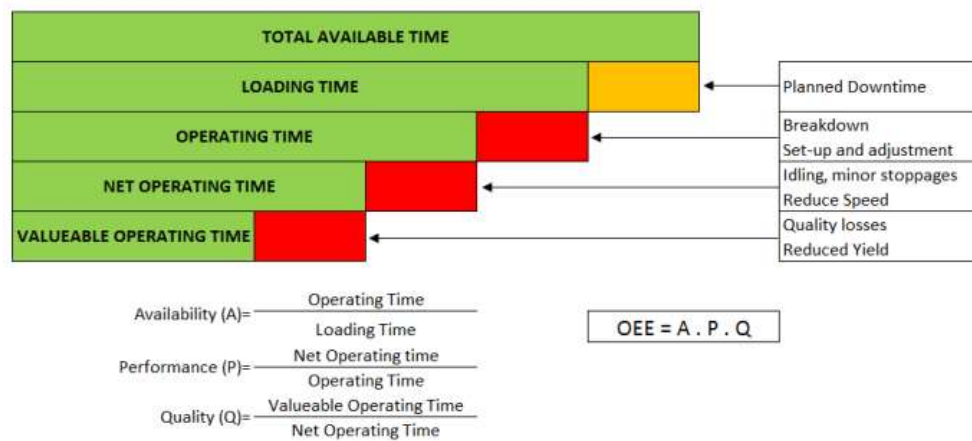 TOTAL AVAILABLE TIME
LOADING TIME
Planned Downtime
OPERATING TIME
Breakdown
Set-up and adjustment
NET OPERATING TIME
Idling, minor stoppages
Reduce Speed
VALUEABLE OPERATING TIME
Quality losses
Reduced Yield
Availability (A)= Operating Time
Loading Time
OEE = A . P . Q
Performance (P)= Net Operating time
Operating Time
Quality (Q)= Valueable Operating Time
Net Operating Time